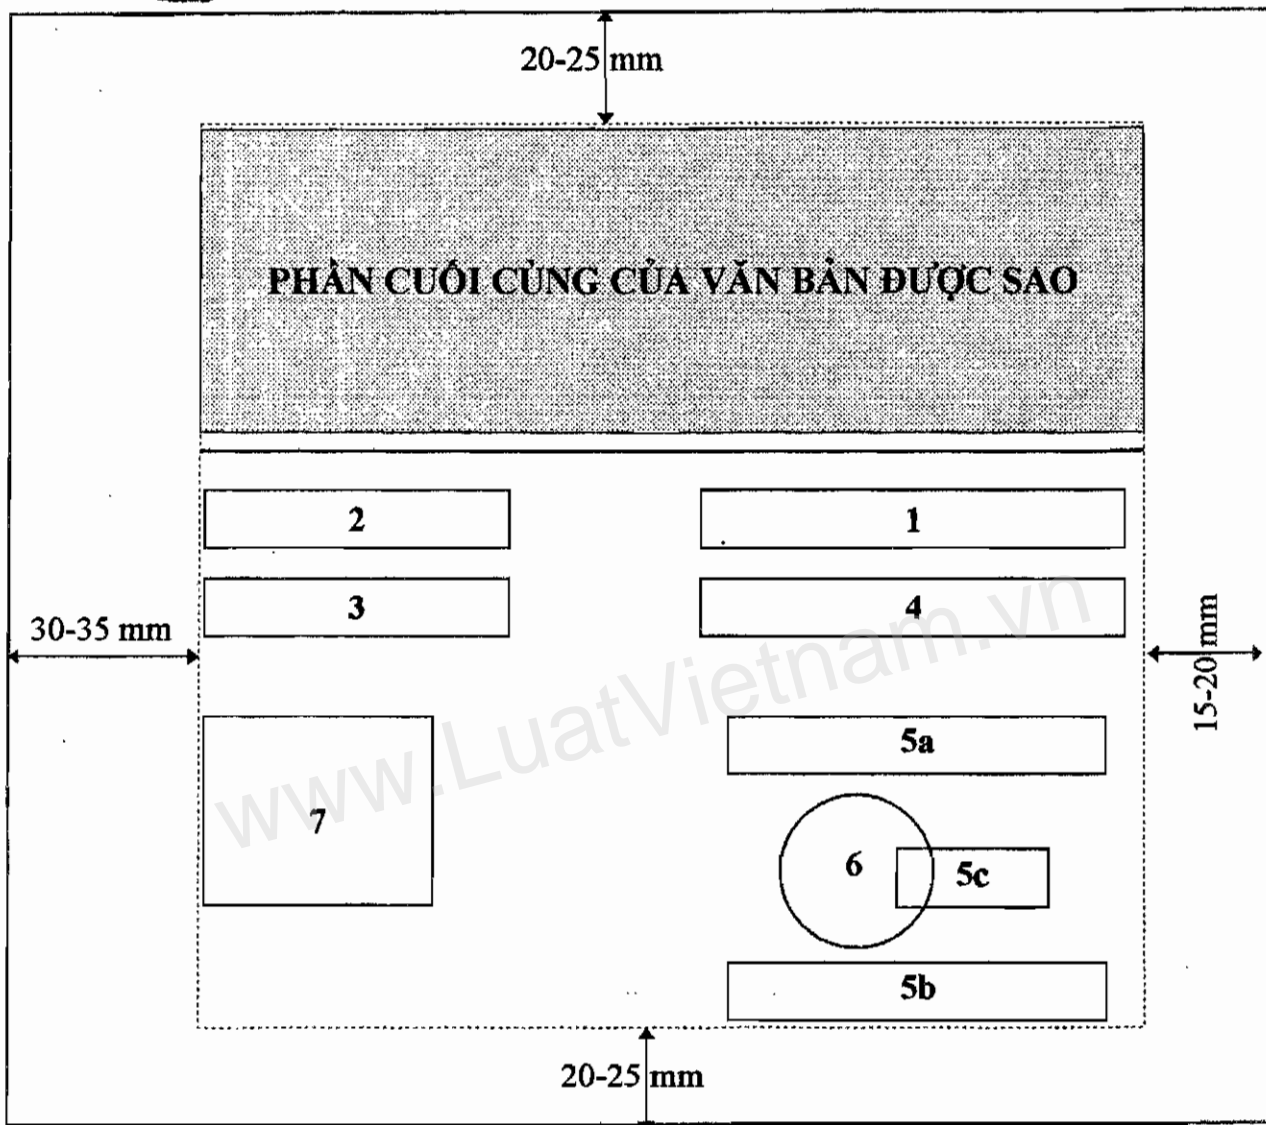 20-25 mm
PHẦN CUỐI CÙNG CỦA VĂN BẢN ĐƯỢC SAO
2
1
3
4
30-35 mm
15-20 mm
5a
7
6
5c
5b
20-25 mm
www.LuatVietnam.vn